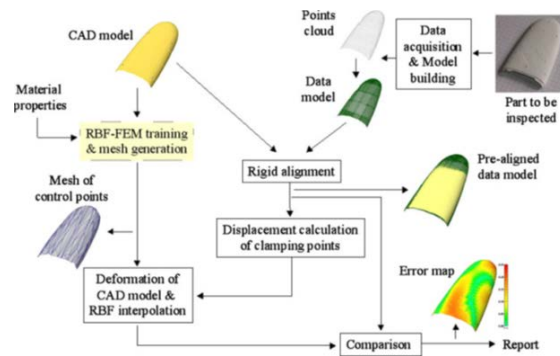 CAD model
Points
cloud
Data
acquisition
& Model
building
Data
model
Part to be
inspected
Material
properties
RBF-FEM training
& mesh generation
Rigid alignment
Pre-aligned
data model
Mesh of
control points
Displacement calculation
of clamping points
Deformation of
CAD model &
RBF interpolation
Error map
Comparison
Report